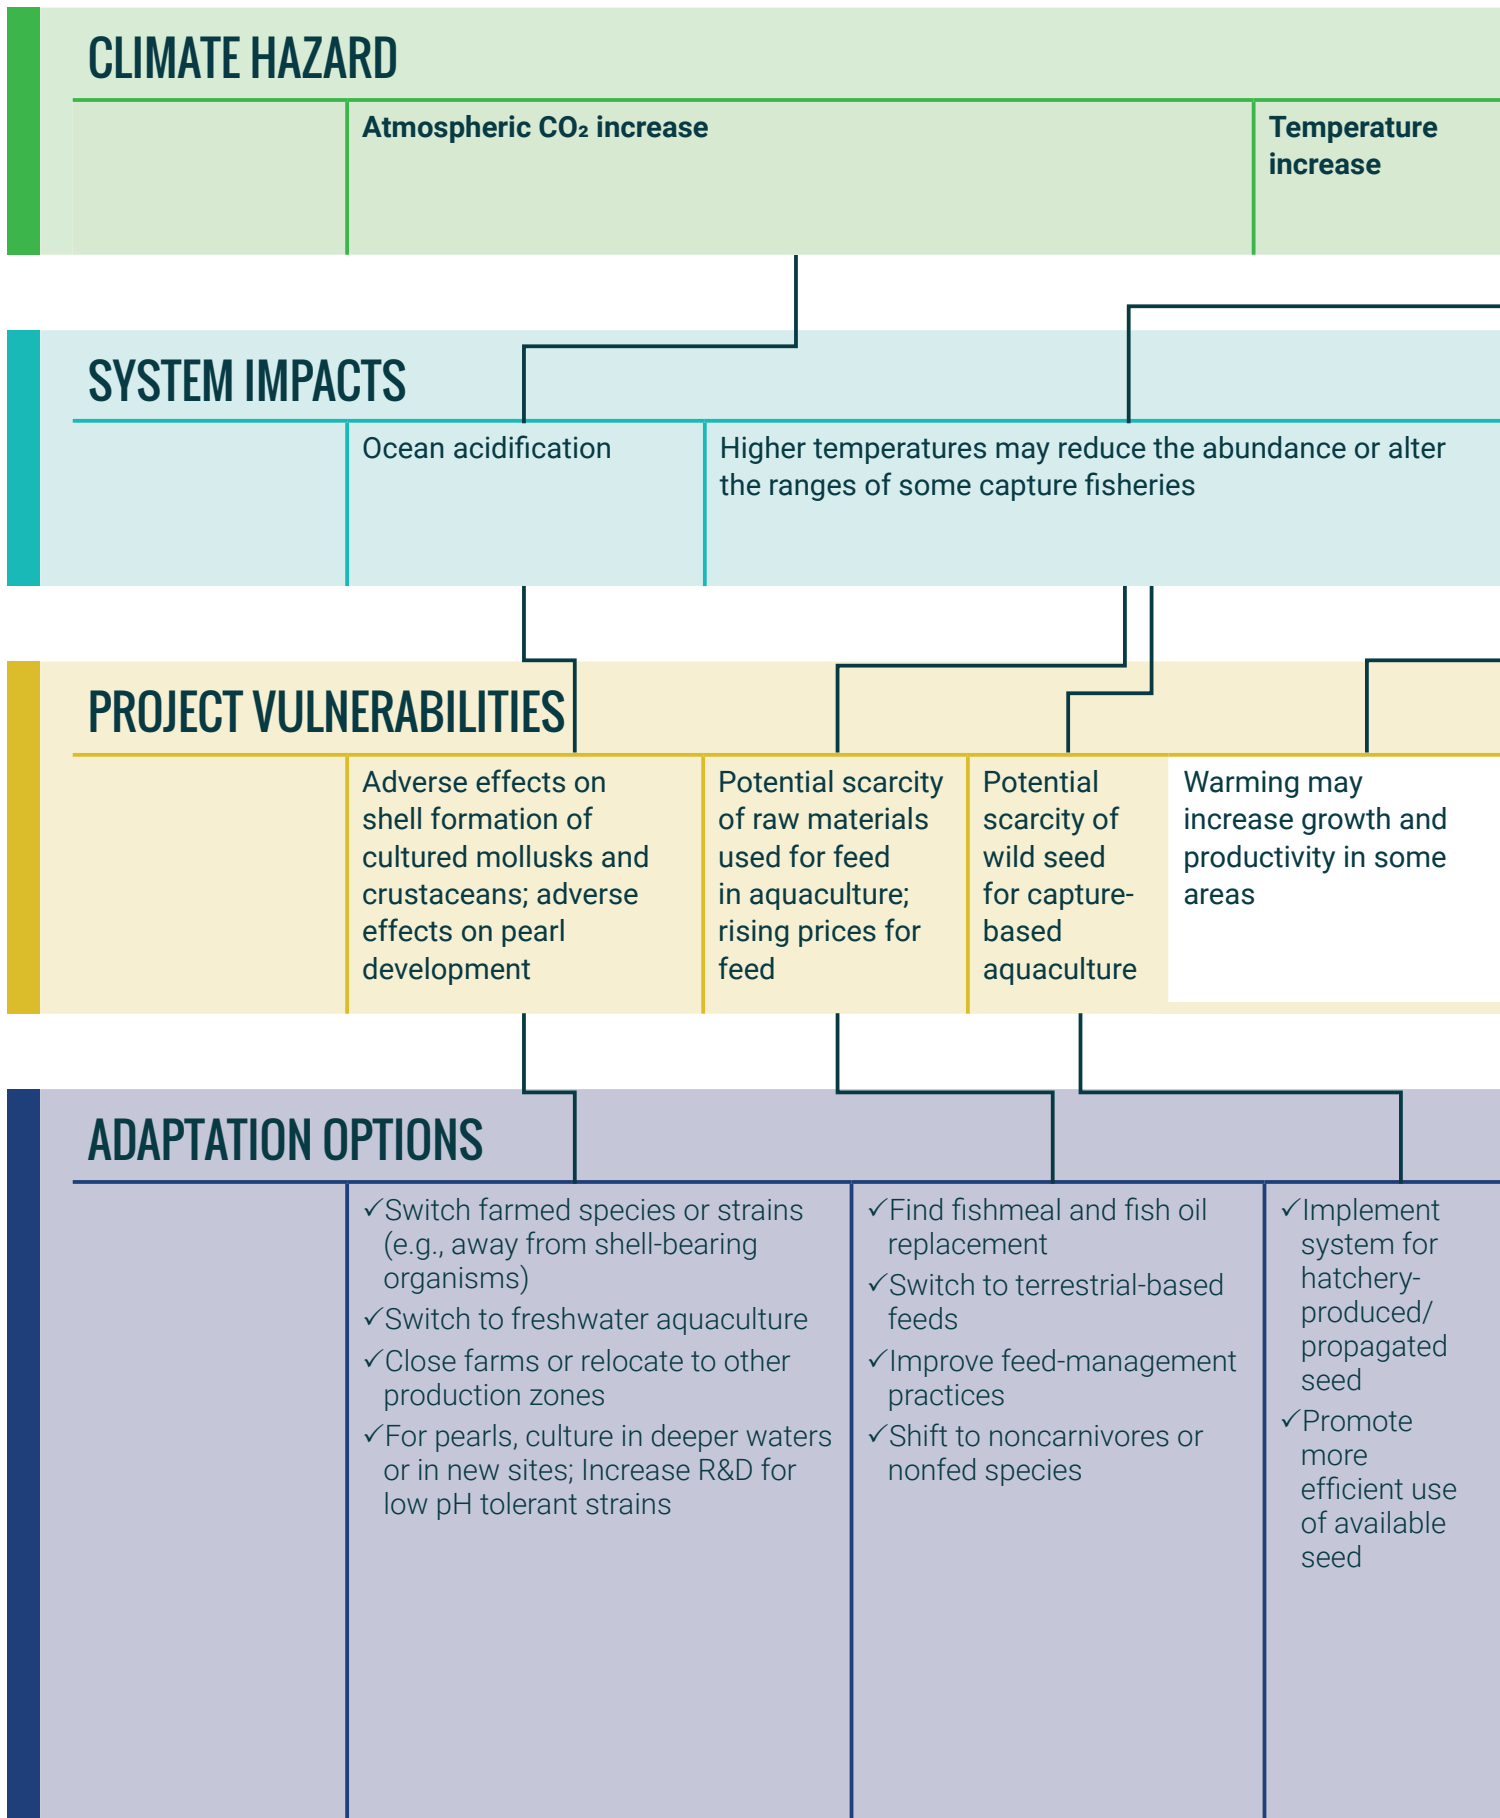 CLIMATE HAZARD
Atmospheric CO₂ increase
Temperature
increase
SYSTEM IMPACTS
Ocean acidification
Higher temperatures may reduce the abundance or alter
the ranges of some capture fisheries
PROJECT VULNERABILITIES
Adverse effects on
shell formation of
cultured mollusks and
crustaceans; adverse
effects on pearl
development
Potential scarcity
of raw materials
used for feed
in aquaculture;
rising prices for
feed
Potential
scarcity of
wild seed
for capture-
based
aquaculture
Warming may
increase growth and
productivity in some
areas
ADAPTATION OPTIONS
✓Switch farmed species or strains
(e.g., away from shell-bearing
organisms)
✓Switch to freshwater aquaculture
✓Close farms or relocate to other
production zones
✓For pearls, culture in deeper waters
or in new sites; Increase R&D for
low pH tolerant strains
✓Find fishmeal and fish oil
replacement
✓Switch to terrestrial-based
feeds
✓Improve feed-management
practices
✓Shift to noncarnivores or
nonfed species
✓Implement
system for
hatchery-
produced/
propagated
seed
✓Promote
more
efficient use
of available
seed